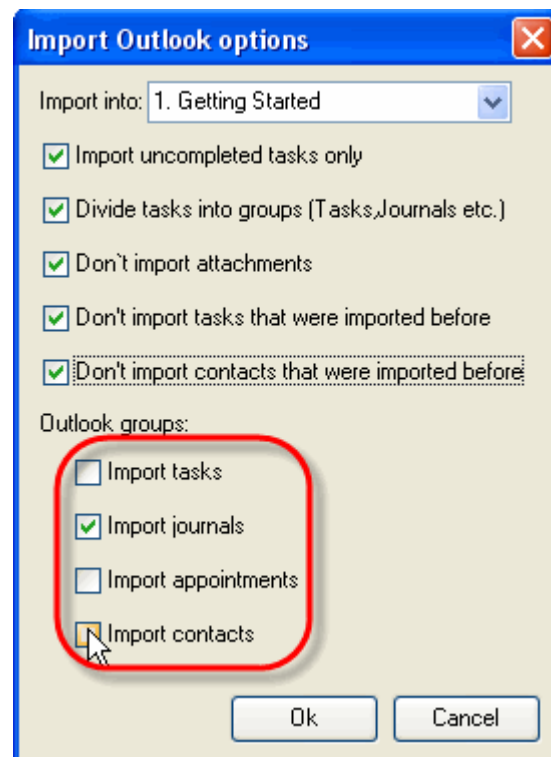 Import Outlook options
Import into: 1. Getting Started
Import uncompleted tasks only
Divide tasks into groups (Tasks,Journals etc.)
Don`t import attachments
Don't import tasks that were imported before
Don't import contacts that were imported before
Outlook groups:
Import tasks
Import journals
Import appointments
Import contacts
Ok Cancel